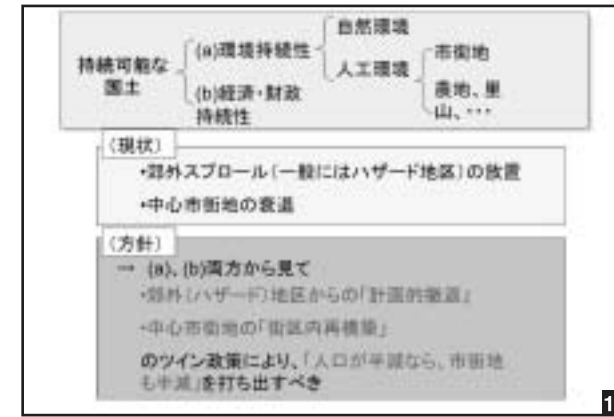 持続可能な
国土
(a)環境持続性
自然環境
人工環境
市街地
農地、里
山、・・・
(b)経済・財政
持続性
(現状)
・郊外スプロール(一般にはハザード地区)の放置
・中心市街地の衰退
(方針)
→ (a)、(b)両方から見て
・郊外(ハザード)地区からの「計画的撤退」
・中心市街地の「街区内再構築」
のツイン政策により、「人口が半減なら、市街地
も半減」を打ち出すべき
1